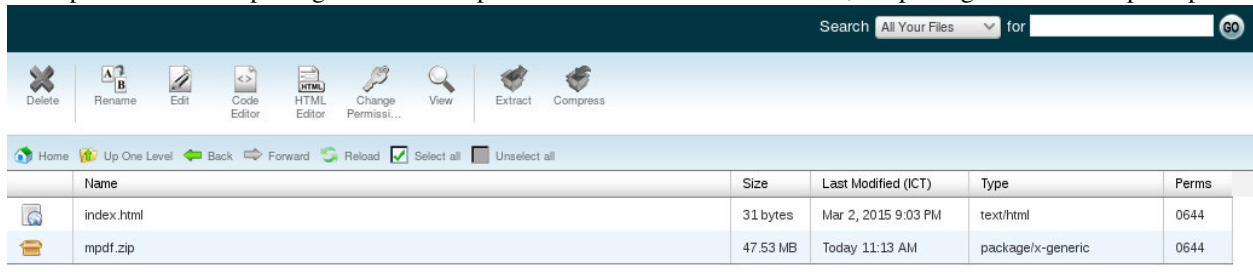 Search All Your Files for GO
Delete Rename Edit Code Editor HTML Editor Change Permissi... View Extract Compress
Home Up One Level Back Forward Reload Select all Unselect all
Name Size Last Modified (ICT) Type Perms
index.html 31 bytes Mar 2, 2015 9:03 PM text/html 0644
mpdf.zip 47.53 MB Today 11:13 AM package/x-generic 0644